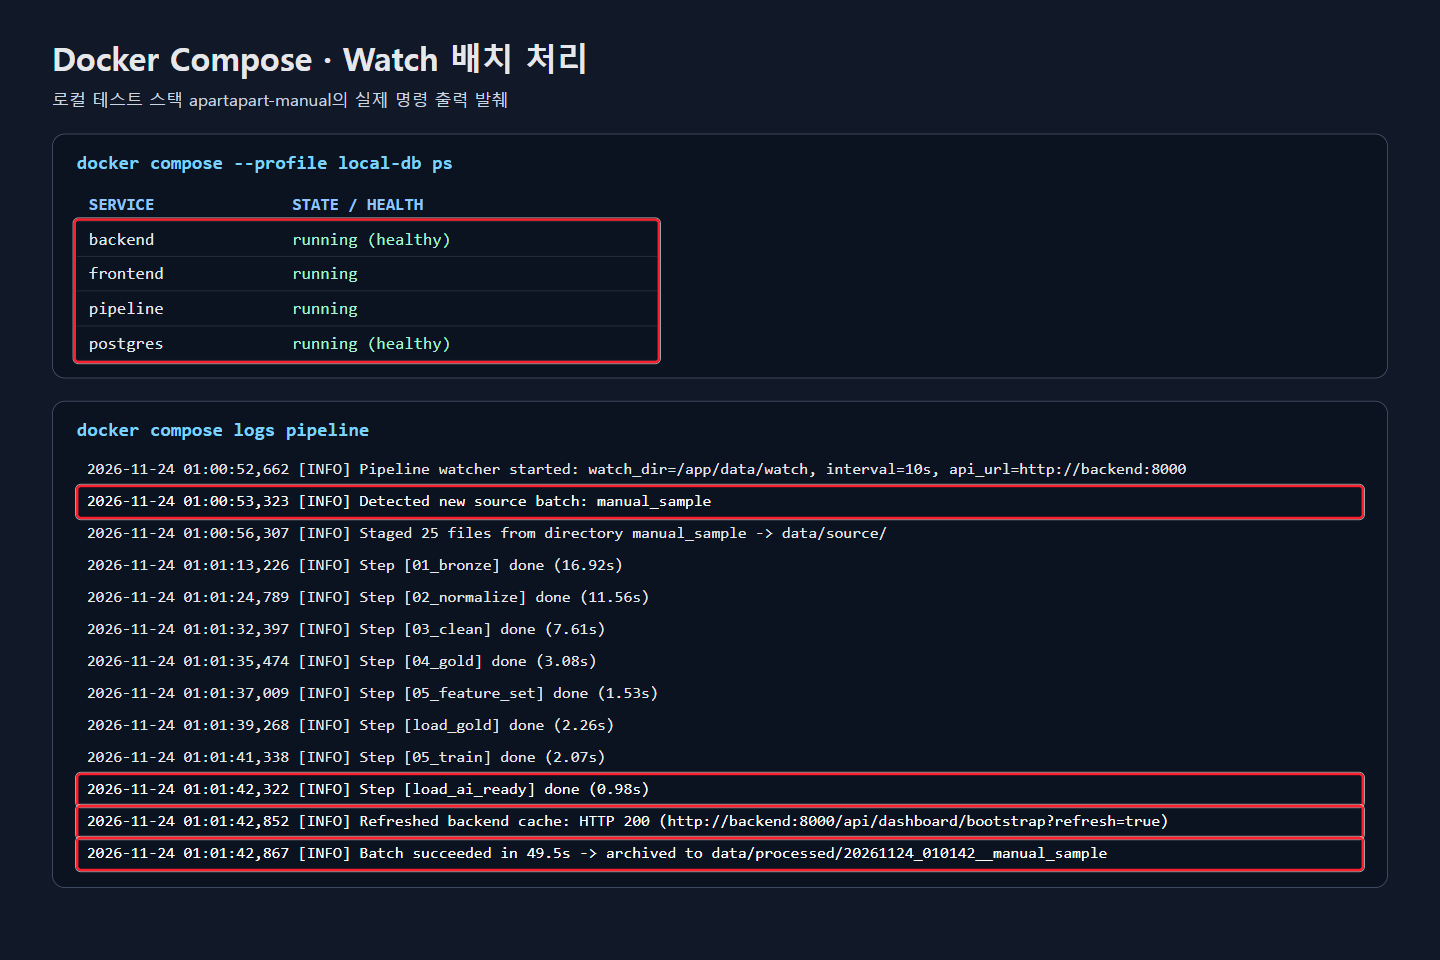 Docker Compose · Watch 배치 처리
로컬 테스트 스택 apartapart-manual의 실제 명령 출력 발췌
docker compose --profile local-db ps
SERVICE STATE / HEALTH
backend running (healthy)
frontend running
pipeline running
postgres running (healthy)
docker compose logs pipeline
2026-11-24 01:00:52,662 [INFO] Pipeline watcher started: watch_dir=/app/data/watch, interval=10s, api_url=http://backend:8000
2026-11-24 01:00:53,323 [INFO] Detected new source batch: manual_sample
2026-11-24 01:00:56,307 [INFO] Staged 25 files from directory manual_sample -> data/source/
2026-11-24 01:01:13,226 [INFO] Step [01_bronze] done (16.92s)
2026-11-24 01:01:24,789 [INFO] Step [02_normalize] done (11.56s)
2026-11-24 01:01:32,397 [INFO] Step [03_clean] done (7.61s)
2026-11-24 01:01:35,474 [INFO] Step [04_gold] done (3.08s)
2026-11-24 01:01:37,009 [INFO] Step [05_feature_set] done (1.53s)
2026-11-24 01:01:39,268 [INFO] Step [load_gold] done (2.26s)
2026-11-24 01:01:41,338 [INFO] Step [05_train] done (2.07s)
2026-11-24 01:01:42,322 [INFO] Step [load_ai_ready] done (0.98s)
2026-11-24 01:01:42,852 [INFO] Refreshed backend cache: HTTP 200 (http://backend:8000/api/dashboard/bootstrap?refresh=true)
2026-11-24 01:01:42,867 [INFO] Batch succeeded in 49.5s -> archived to data/processed/20261124_010142__manual_sample